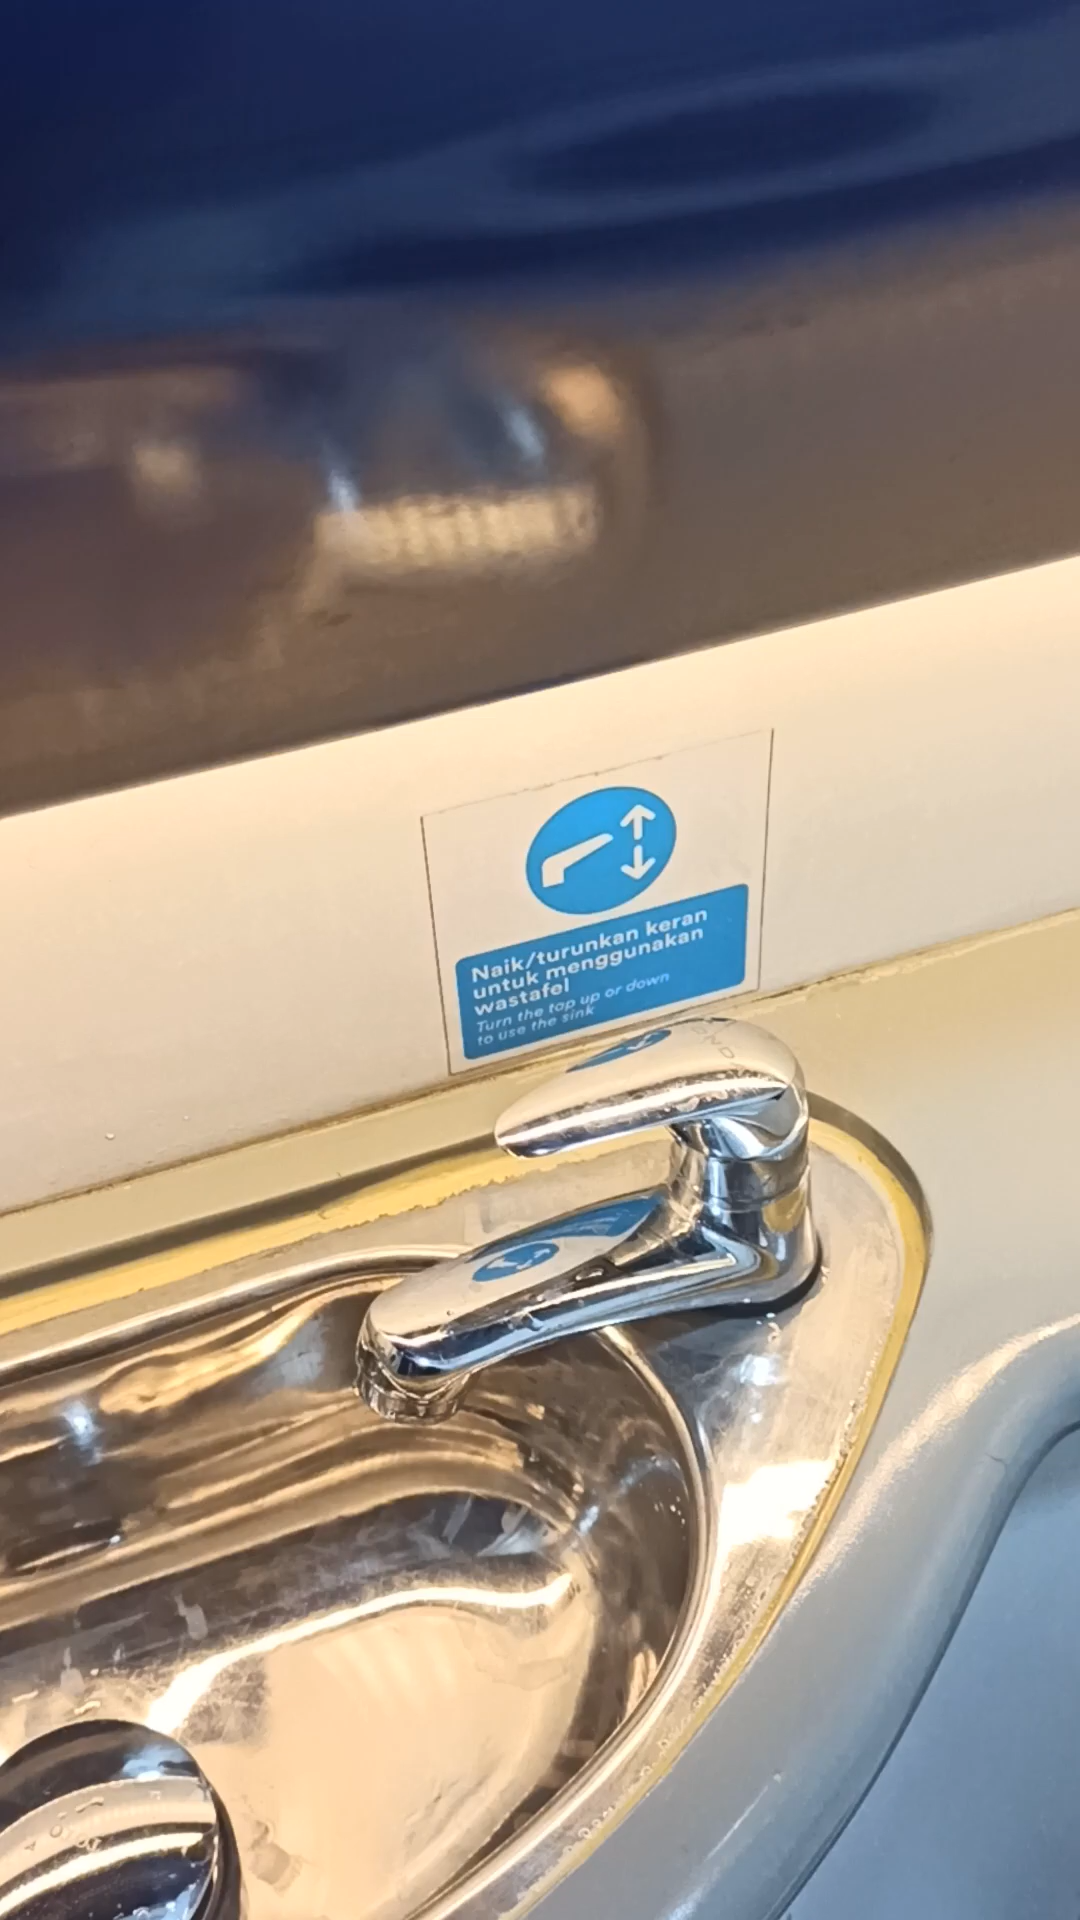 Naik/turunkan keran
untuk menggunakan
wastafel
Turn the tap up or down
to use the sink